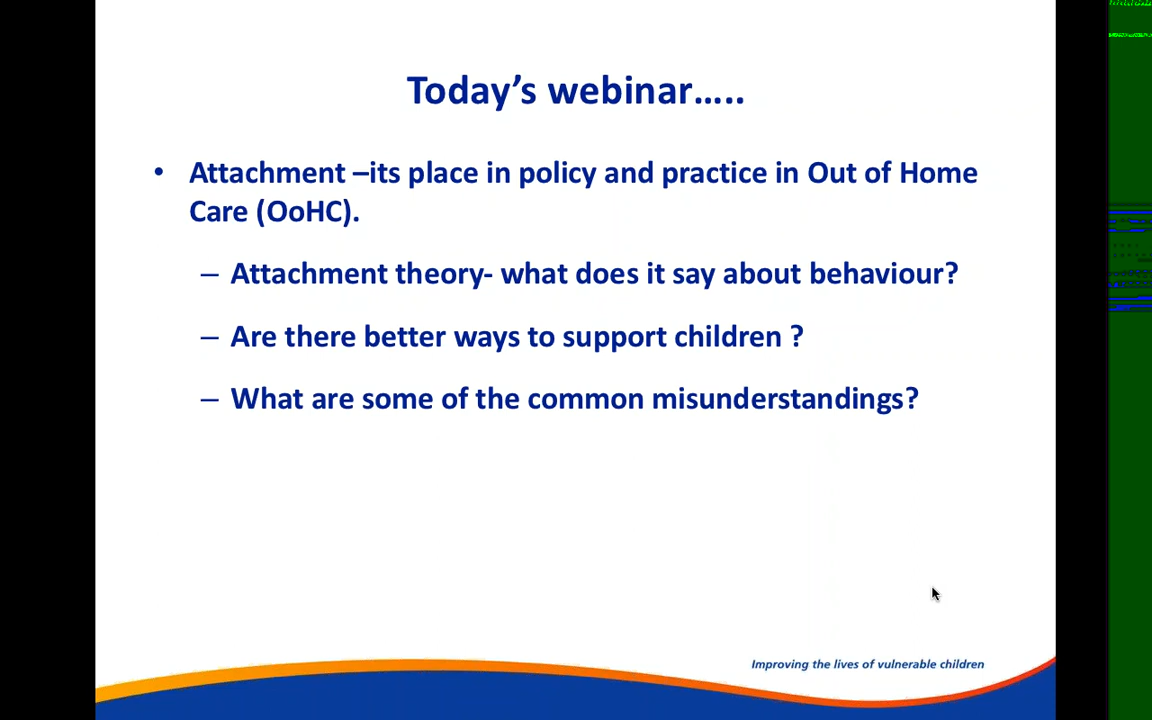 Today’s webinar…..
• Attachment –its place in policy and practice in Out of Home
Care (OoHC).
– Attachment theory- what does it say about behaviour?
– Are there better ways to support children ?
– What are some of the common misunderstandings?
Improving the lives of vulnerable children